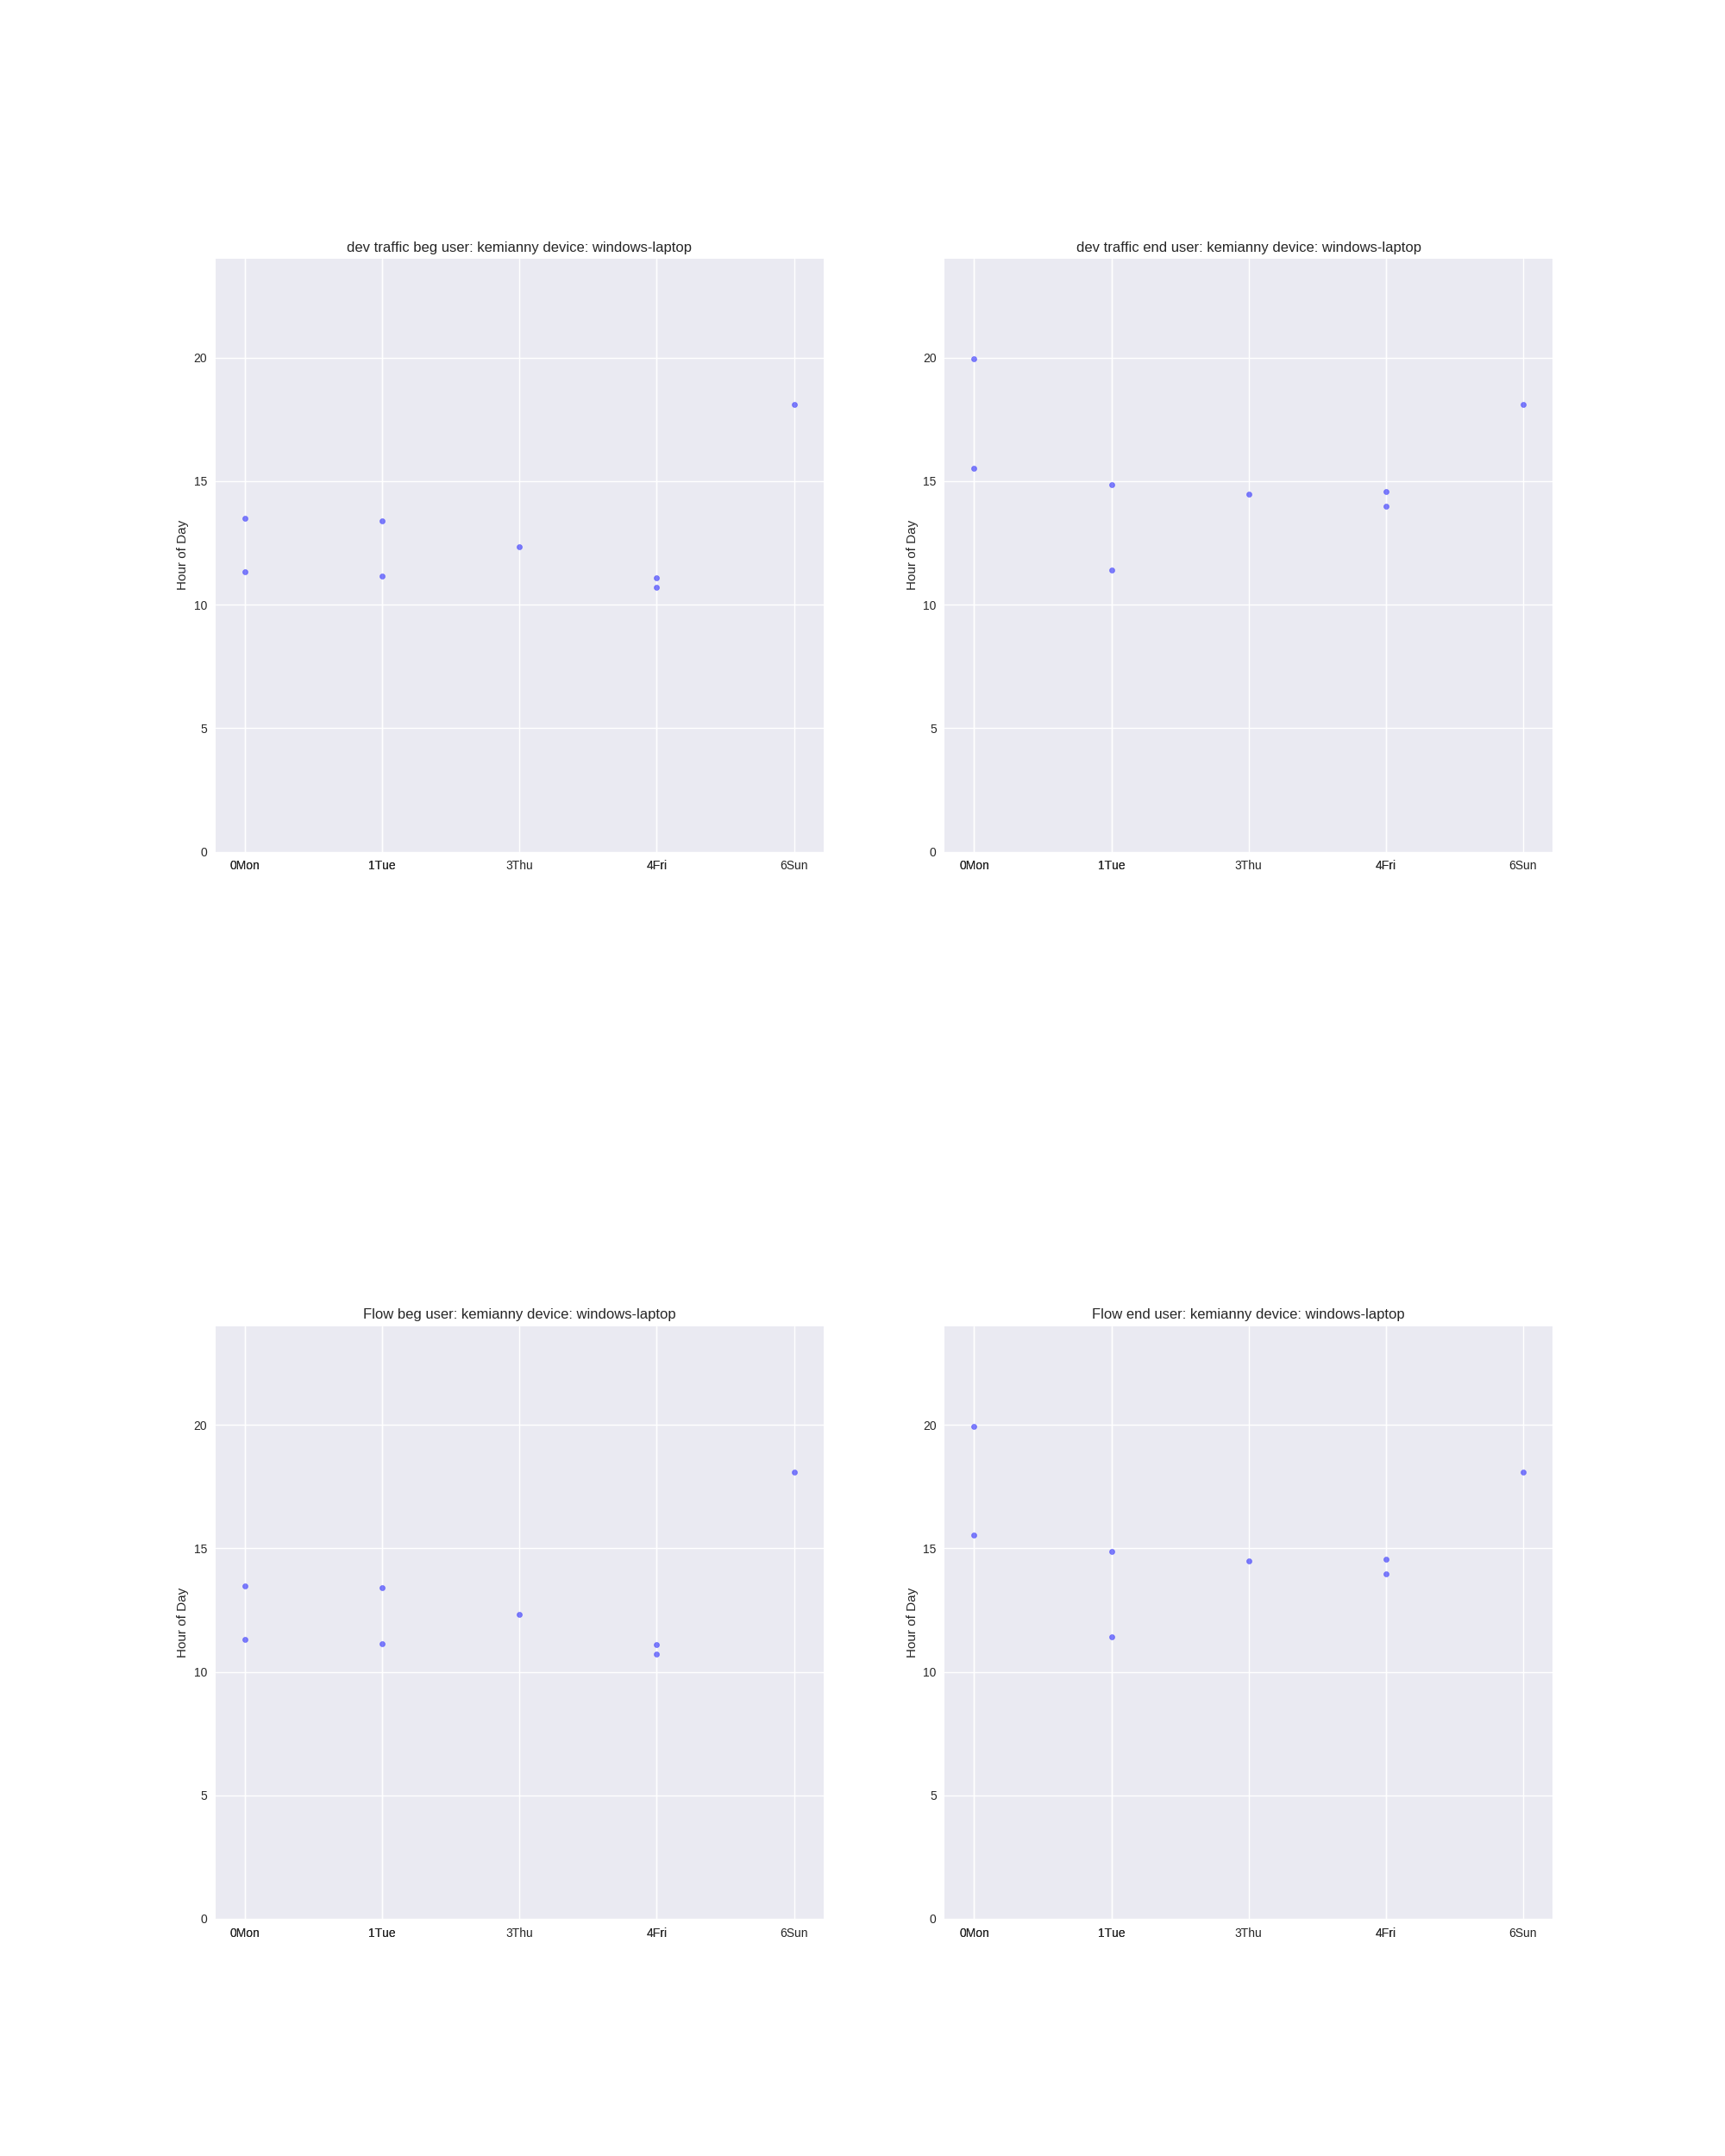 dev traffic beg user: kemianny device: windows-laptop
Hour of Day
20
15
10
5
0
0Mon 1Tue 3Thu 4Fri 6Sun
dev traffic end user: kemianny device: windows-laptop
Hour of Day
20
15
10
5
0
0Mon 1Tue 3Thu 4Fri 6Sun
Flow beg user: kemianny device: windows-laptop
Hour of Day
20
15
10
5
0
0Mon 1Tue 3Thu 4Fri 6Sun
Flow end user: kemianny device: windows-laptop
Hour of Day
20
15
10
5
0
0Mon 1Tue 3Thu 4Fri 6Sun